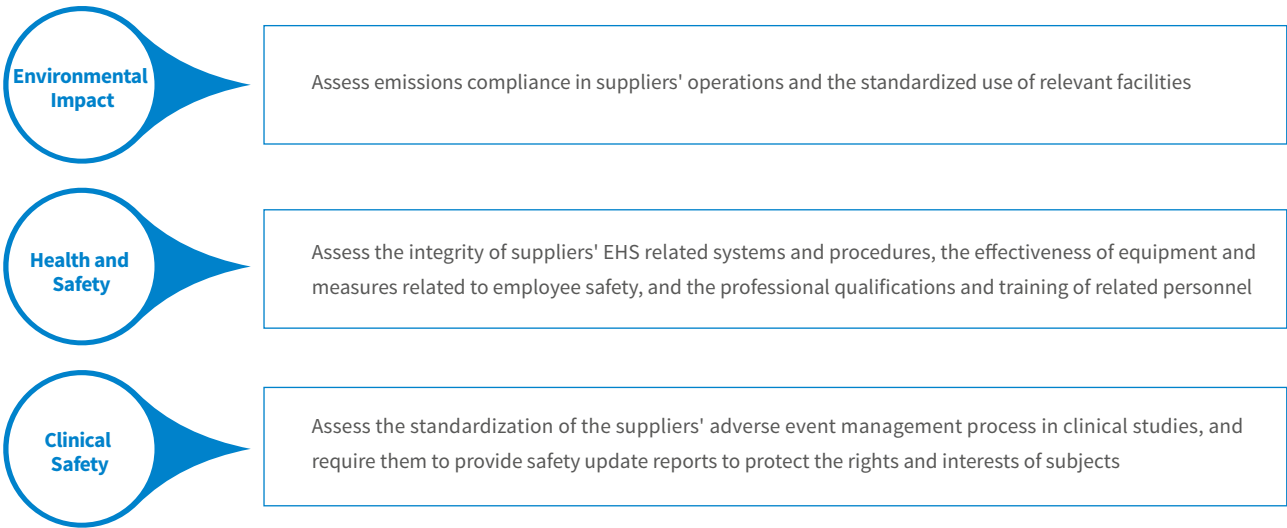 Environmental
Impact
Assess emissions compliance in suppliers' operations and the standardized use of relevant facilities
Health and
Safety
Assess the integrity of suppliers' EHS related systems and procedures, the effectiveness of equipment and
measures related to employee safety, and the professional qualifications and training of related personnel
Clinical
Safety
Assess the standardization of the suppliers' adverse event management process in clinical studies, and
require them to provide safety update reports to protect the rights and interests of subjects